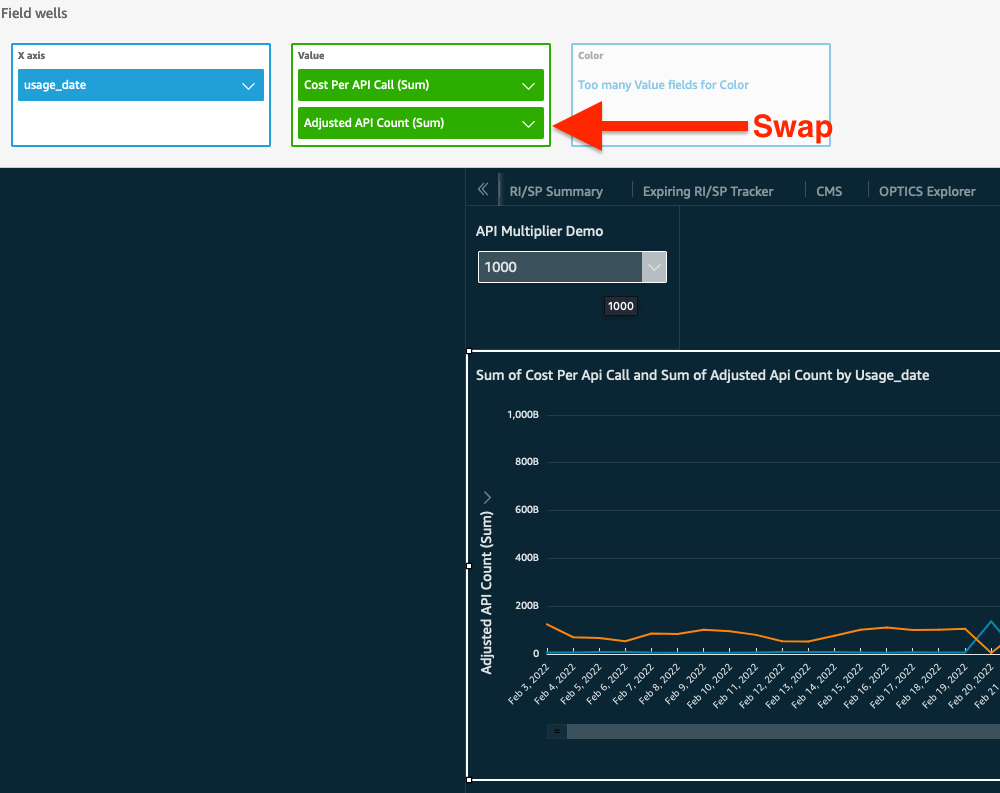 Field wells
X axis
Value
Color
usage_date
Cost Per API Call (Sum)
Too many Value fields for Color
Adjusted API Count (Sum)
Swap
RI/SP Summary
Expiring RI/SP Tracker
CMS
OPTICS Explorer
API Multiplier Demo
1000
1000
Sum of Cost Per Api Call and Sum of Adjusted Api Count by Usage_date
1,000B
800B
600B
400B
200B
0
Adjusted API Count (Sum)
Feb 3, 2022
Feb 4, 2022
Feb 5, 2022
Feb 6, 2022
Feb 7, 2022
Feb 8, 2022
Feb 9, 2022
Feb 10, 2022
Feb 11, 2022
Feb 12, 2022
Feb 13, 2022
Feb 14, 2022
Feb 15, 2022
Feb 16, 2022
Feb 17, 2022
Feb 18, 2022
Feb 19, 2022
Feb 20, 2022
Feb 21